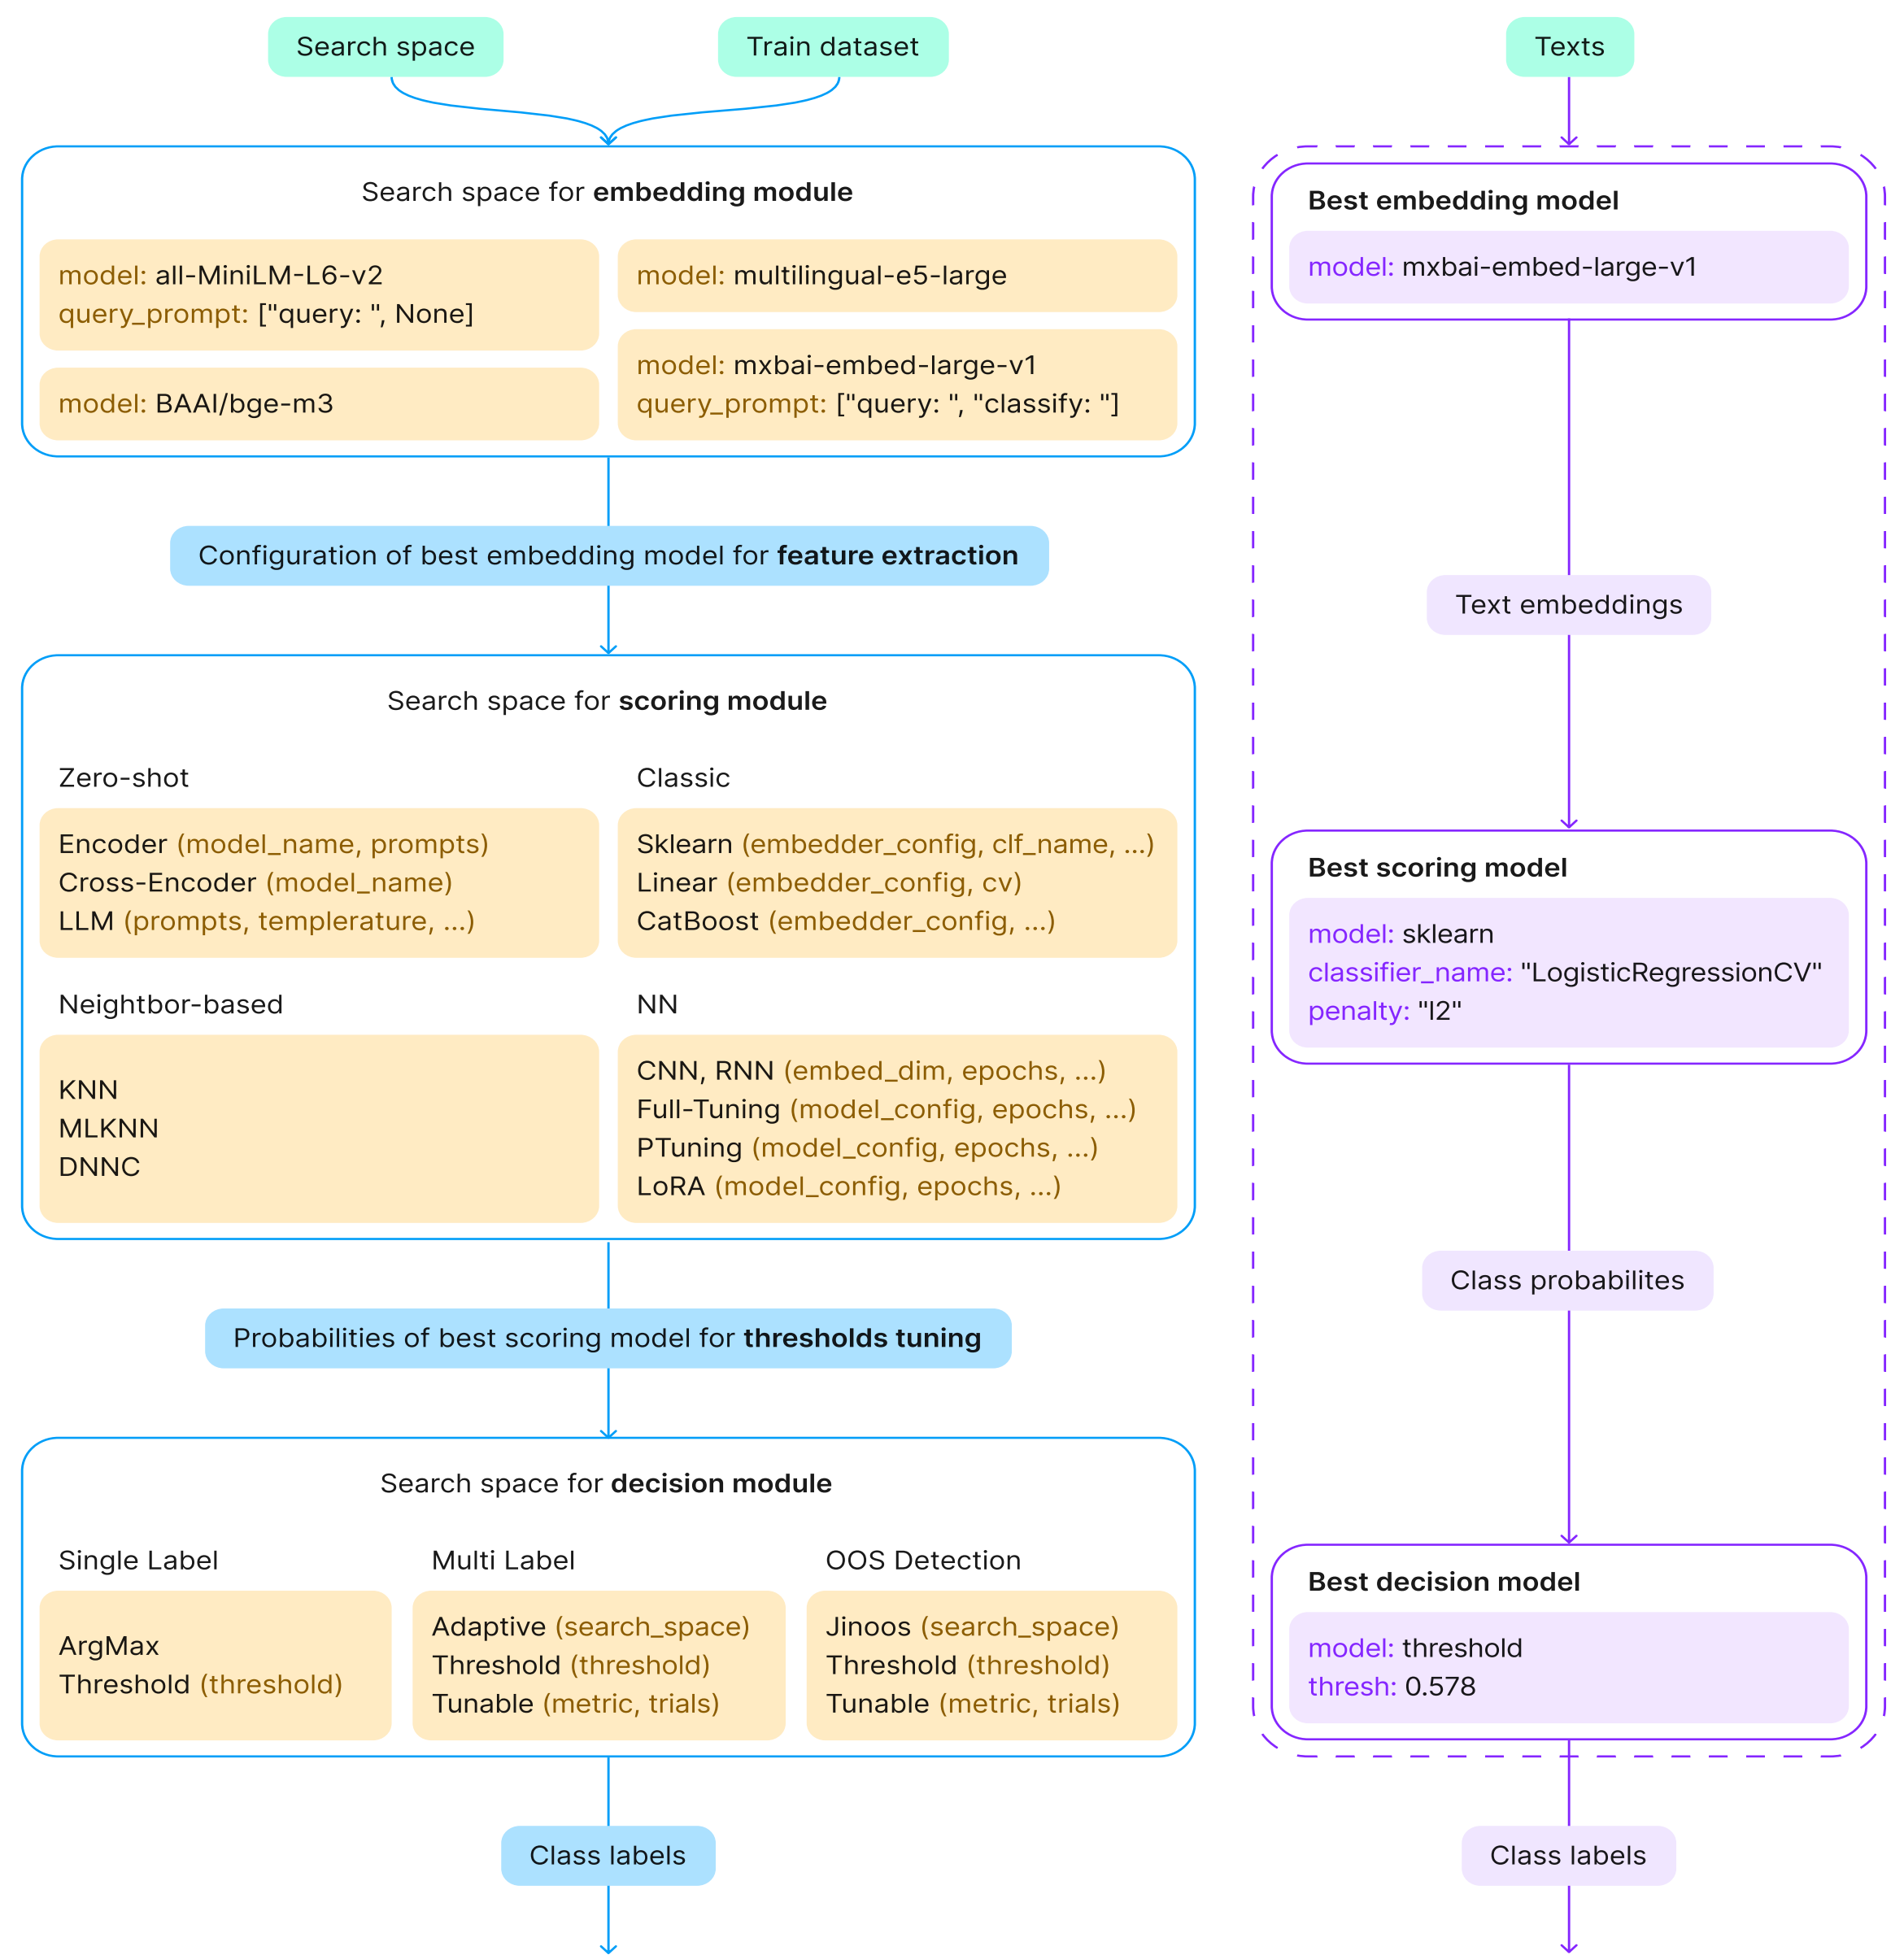 Search space
Train dataset
Search space for embedding module
model: all-MiniLM-L6-v2
query_prompt: ["query: ", None]
model: BAAI/bge-m3
model: multilingual-e5-large
model: mxbai-embed-large-v1
query_prompt: ["query: ", "classify: "]
Configuration of best embedding model for feature extraction
Search space for scoring module
Zero-shot
Encoder (model_name, prompts)
Cross-Encoder (model_name)
LLM (prompts, templerature, ...)
Classic
Sklearn (embedder_config, clf_name, ...)
Linear (embedder_config, cv)
CatBoost (embedder_config, ...)
Neightbor-based
KNN
MLKNN
DNNC
NN
CNN, RNN (embed_dim, epochs, ...)
Full-Tuning (model_config, epochs, ...)
PTuning (model_config, epochs, ...)
LoRA (model_config, epochs, ...)
Probabilities of best scoring model for thresholds tuning
Search space for decision module
Single Label
ArgMax
Threshold (threshold)
Multi Label
Adaptive (search_space)
Threshold (threshold)
Tunable (metric, trials)
OOS Detection
Jinoos (search_space)
Threshold (threshold)
Tunable (metric, trials)
Class labels
Texts
Best embedding model
model: mxbai-embed-large-v1
Text embeddings
Best scoring model
model: sklearn
classifier_name: "LogisticRegressionCV"
penalty: "l2"
Class probabilites
Best decision model
model: threshold
thresh: 0.578
Class labels